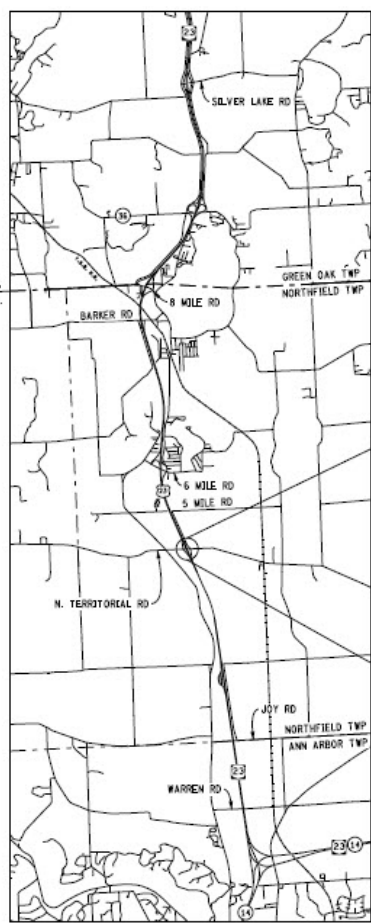 23
SILVER LAKE RD
36
GREEN OAK TWP
NORTHFIELD TWP
8 MILE RD
BARKER RD
6 MILE RD
23
5 MILE RD
N. TERRITORIAL RD
JOY RD
NORTHFIELD TWP
ANN ARBOR TWP
23
WARREN RD
23 14
14